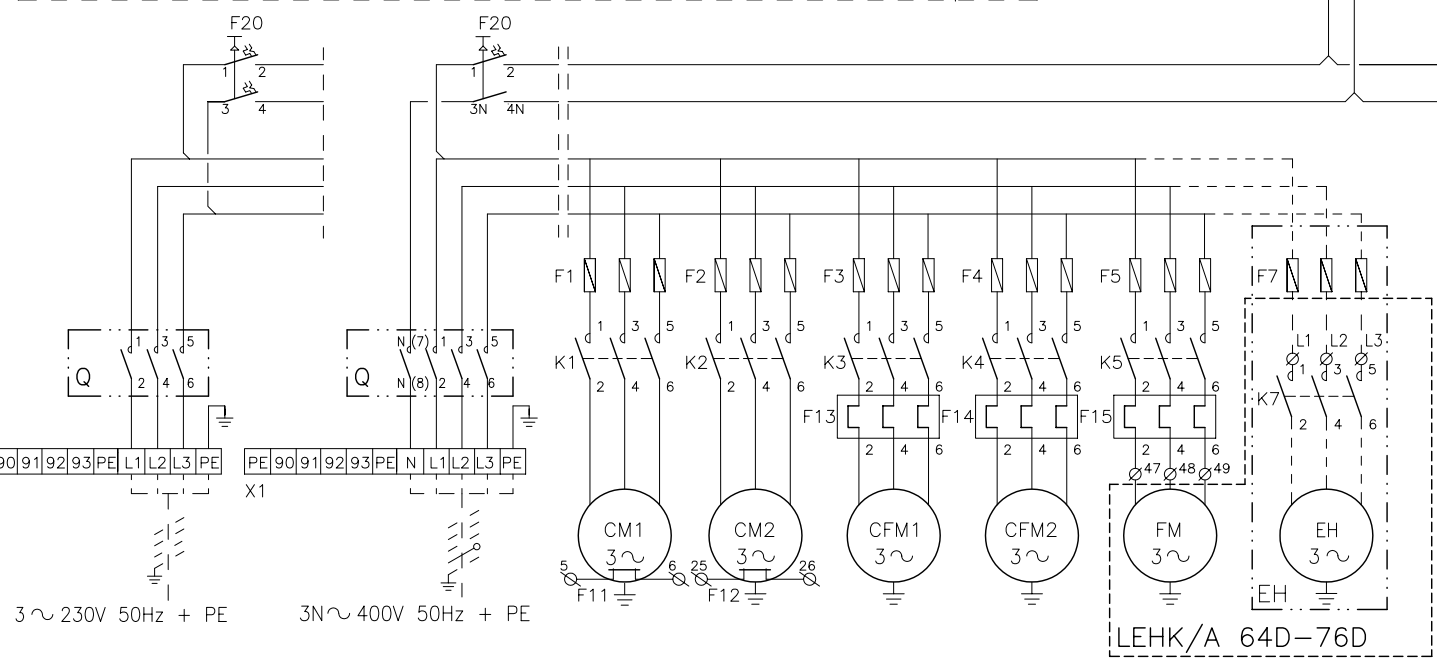 F20 F20
1 2 1 2
3 4 3N 4N
F1 F2 F3 F4 F5 F7
1 3 5 N (7) 1 3 5 1 3 5 1 3 5 1 3 5 1 3 5 1 3 5 L1 L2 L3
Q Q K1 K2 K3 K4 K5
2 4 6 N (8) 2 4 6 2 4 6 2 4 6 2 4 6 2 4 6 2 4 6 1 3 5
K7
F13 F14 F15
2 4 6 2 4 6 2 4 6 2 4 6
90 91 92 93 PE L1 L2 L3 PE PE 90 91 92 93 PE N L1 L2 L3 PE 47 48 49
X1
CM1 CM2 CFM1 CFM2 FM EH
3∼ 3∼ 3∼ 3∼ 3∼ 3∼
5 6 25 26
F11 F12 EH
3∼230V 50Hz + PE 3N∼400V 50Hz + PE
LEHK/A 64D-76D